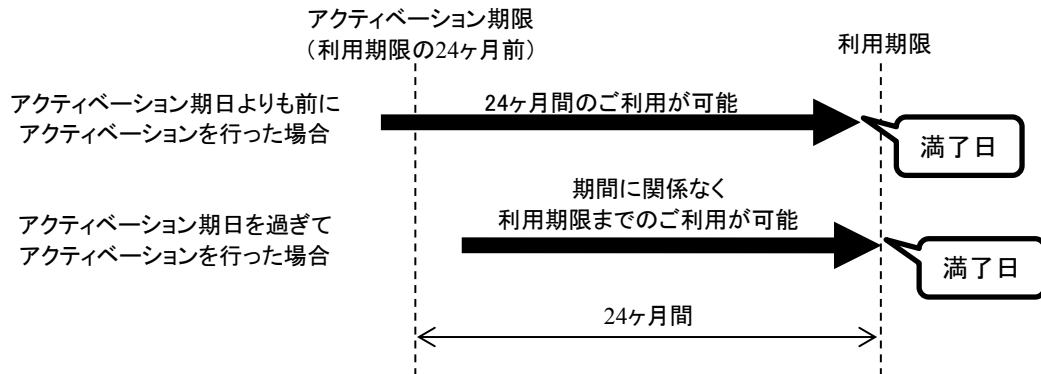 アクティベーション期限
（利用期限の24ヶ月前）
利用期限
アクティベーション期日よりも前に
アクティベーションを行った場合
24ヶ月間のご利用が可能
満了日
アクティベーション期日を過ぎて
アクティベーションを行った場合
期間に関係なく
利用期限までのご利用が可能
満了日
24ヶ月間